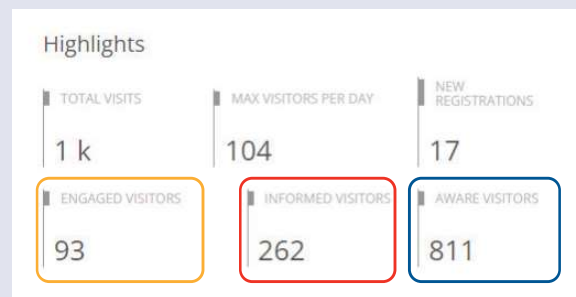 Highlights
TOTAL VISITS
1 k
MAX VISITORS PER DAY
104
NEW
REGISTRATIONS
17
ENGAGED VISITORS
93
INFORMED VISITORS
262
AWARE VISITORS
811